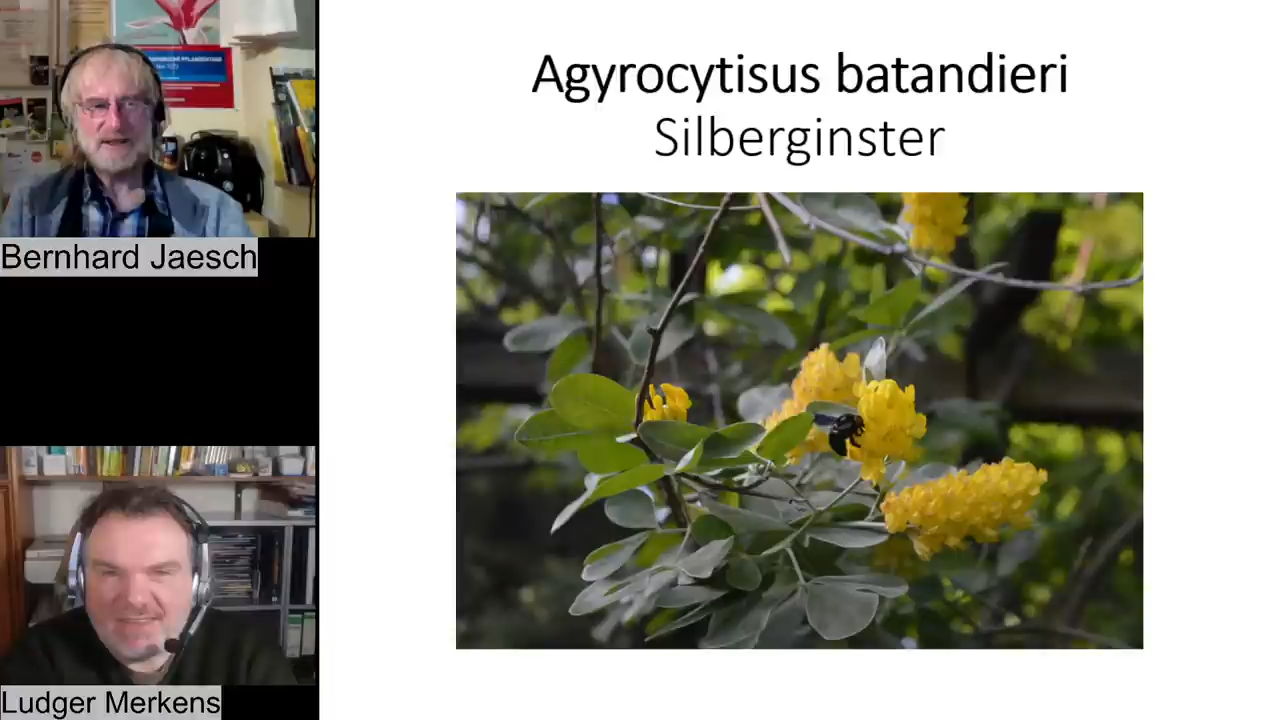 Agyrocytisus batandieri
Silberginster
Bernhard Jaesch
Ludger Merkens